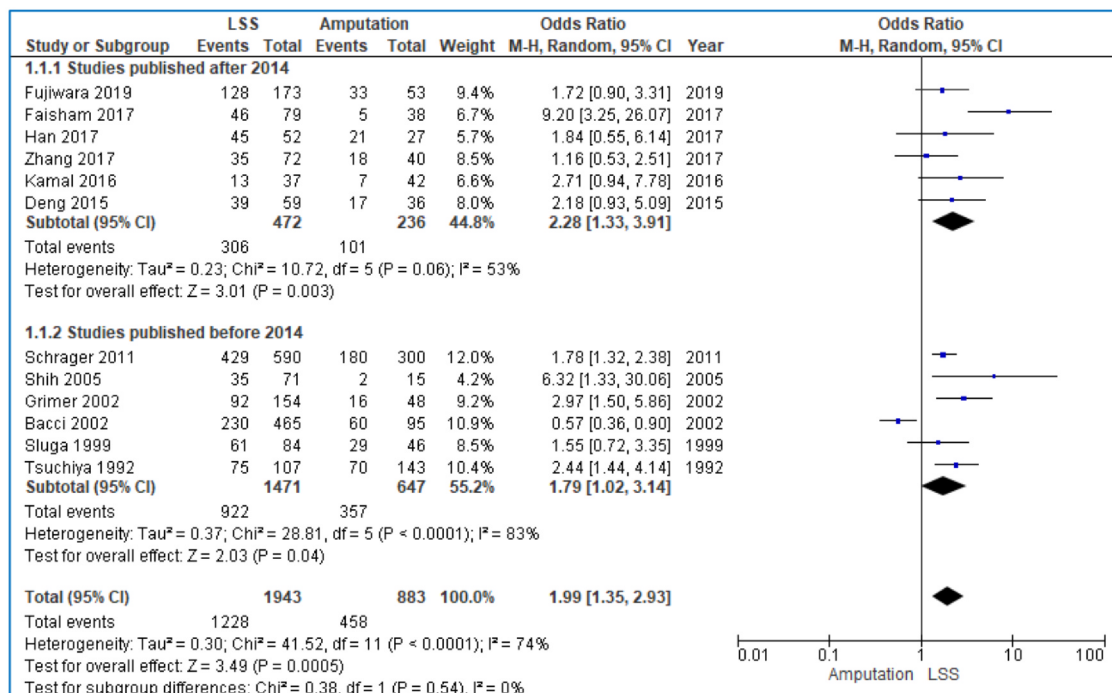 LSS Amputation Odds Ratio Odds Ratio
Study or Subgroup Events Total Events Total Weight M-H, Random, 95% CI Year M-H, Random, 95% CI
1.1.1 Studies published after 2014
Fujiwara 2019 128 173 33 53 9.4% 1.72 [0.90, 3.31] 2019
Faisham 2017 46 79 5 38 6.7% 9.20 [3.25, 26.07] 2017
Han 2017 45 52 21 27 5.7% 1.84 [0.55, 6.14] 2017
Zhang 2017 35 72 18 40 8.5% 1.16 [0.53, 2.51] 2017
Kamal 2016 13 37 7 42 6.6% 2.71 [0.94, 7.78] 2016
Deng 2015 39 59 17 36 8.0% 2.18 [0.93, 5.09] 2015
Subtotal (95% CI) 472 236 44.8% 2.28 [1.33, 3.91]
Total events 306 101
Heterogeneity: Tau² = 0.23; Chi² = 10.72, df = 5 (P = 0.06); I² = 53%
Test for overall effect: Z = 3.01 (P = 0.003)
1.1.2 Studies published before 2014
Schrager 2011 429 590 180 300 12.0% 1.78 [1.32, 2.38] 2011
Shih 2005 35 71 2 15 4.2% 6.32 [1.33, 30.06] 2005
Grimer 2002 92 154 16 48 9.2% 2.97 [1.50, 5.86] 2002
Bacci 2002 230 465 60 95 10.9% 0.57 [0.36, 0.90] 2002
Sluga 1999 61 84 29 46 8.5% 1.55 [0.72, 3.35] 1999
Tsuchiya 1992 75 107 70 143 10.4% 2.44 [1.44, 4.14] 1992
Subtotal (95% CI) 1471 647 55.2% 1.79 [1.02, 3.14]
Total events 922 357
Heterogeneity: Tau² = 0.37; Chi² = 28.81, df = 5 (P < 0.0001); I² = 83%
Test for overall effect: Z = 2.03 (P = 0.04)
Total (95% CI) 1943 883 100.0% 1.99 [1.35, 2.93]
Total events 1228 458
Heterogeneity: Tau² = 0.30; Chi² = 41.52, df = 11 (P < 0.0001); I² = 74%
Test for overall effect: Z = 3.49 (P = 0.0005)
Test for subgroup differences: Chi² = 0.38, df = 1 (P = 0.54), I² = 0%
0.01 0.1 1 10 100
Amputation LSS